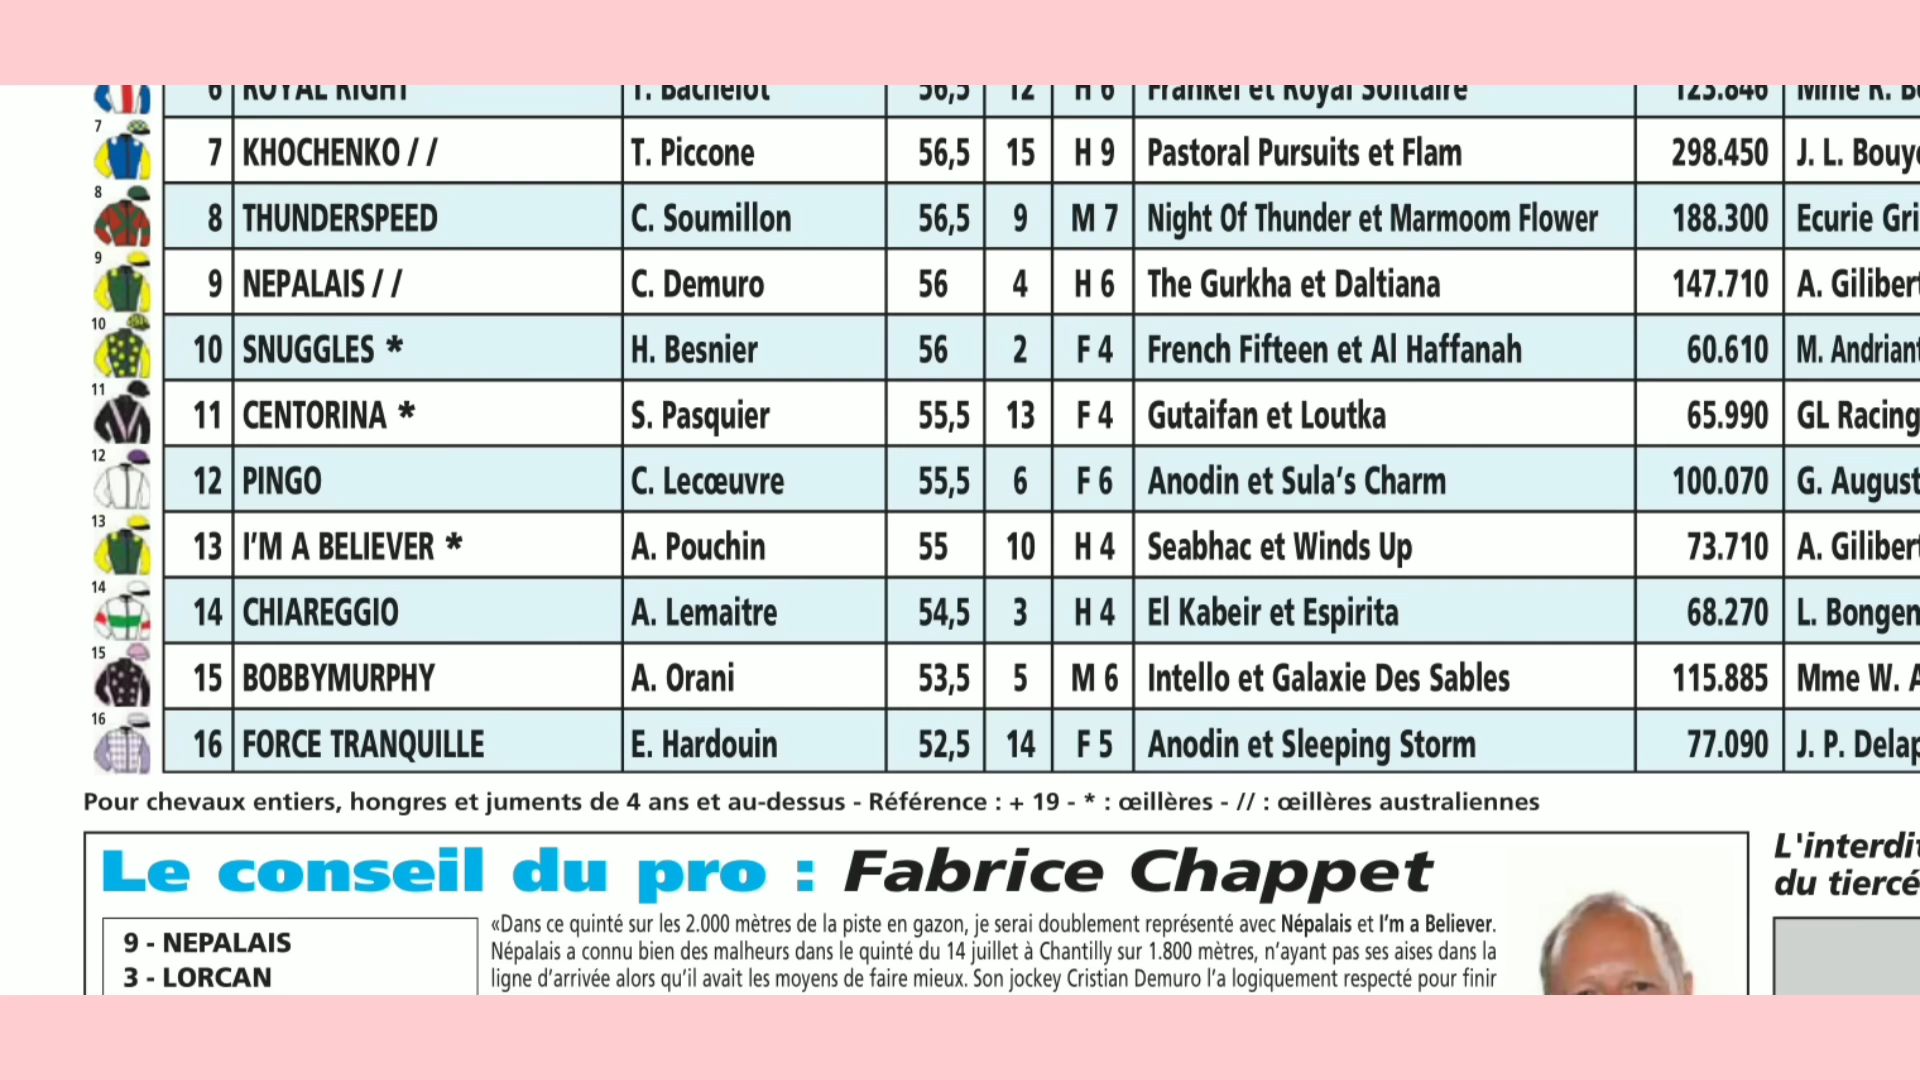 6 ROYAL RIGHT T. Bachelot 56,5 12 H 6 Frankel et Royal Solitaire 123.846 Mme R.
7 7 KHOCHENKO // T. Piccone 56,5 15 H 9 Pastoral Pursuits et Flam 298.450 J. L. Bouy
8 8 THUNDERSPEED C. Soumillon 56,5 9 M 7 Night Of Thunder et Marmoom Flower 188.300 Ecurie Gri
9 9 NEPALAIS // C. Demuro 56 4 H 6 The Gurkha et Daltiana 147.710 A. Gilibert
10 10 SNUGGLES * H. Besnier 56 2 F 4 French Fifteen et Al Haffanah 60.610 M. Andriant
11 11 CENTORINA * S. Pasquier 55,5 13 F 4 Gutaifan et Loutka 65.990 GL Racing
12 12 PINGO C. Lecœuvre 55,5 6 F 6 Anodin et Sula’s Charm 100.070 G. August
13 13 I’M A BELIEVER * A. Pouchin 55 10 H 4 Seabhac et Winds Up 73.710 A. Gilibert
14 14 CHIAREGGIO A. Lemaitre 54,5 3 H 4 El Kabeir et Espirita 68.270 L. Bongen
15 15 BOBBYMURPHY A. Orani 53,5 5 M 6 Intello et Galaxie Des Sables 115.885 Mme W. A
16 16 FORCE TRANQUILLE E. Hardouin 52,5 14 F 5 Anodin et Sleeping Storm 77.090 J. P. Delap
Pour chevaux entiers, hongres et juments de 4 ans et au-dessus - Référence : + 19 - * : œillères - // : œillères australiennes
Le conseil du pro : Fabrice Chappet
9 - NEPALAIS
3 - LORCAN
«Dans ce quinté sur les 2.000 mètres de la piste en gazon, je serai doublement représenté avec Népalais et I’m a Believer.
Népalais a connu bien des malheurs dans le quinté du 14 juillet à Chantilly sur 1.800 mètres, n’ayant pas ses aises dans la
ligne d’arrivée alors qu’il avait les moyens de faire mieux. Son jockey Cristian Demuro l’a logiquement respecté pour finir
L'interdit
du tiercé